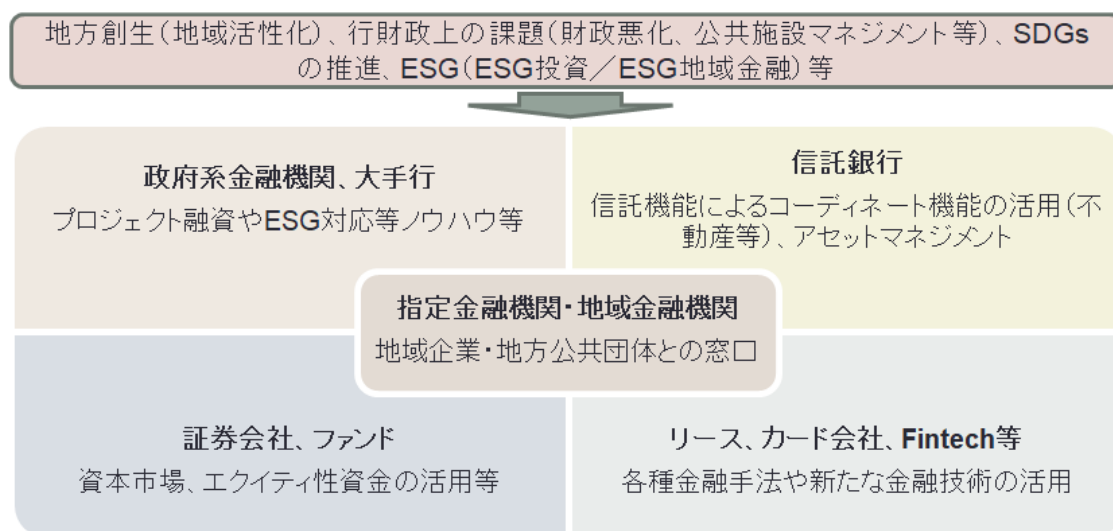 地方創生(地域活性化)、行財政上の課題(財政悪化、公共施設マネジメント等)、SDGs
の推進、ESG(ESG投資／ESG地域金融)等
政府系金融機関、大手行
プロジェクト融資やESG対応等ノウハウ等
信託銀行
信託機能によるコーディネート機能の活用(不
動産等)、アセットマネジメント
指定金融機関・地域金融機関
地域企業・地方公共団体との窓口
証券会社、ファンド
資本市場、エクイティ性資金の活用等
リース、カード会社、Fintech等
各種金融手法や新たな金融技術の活用